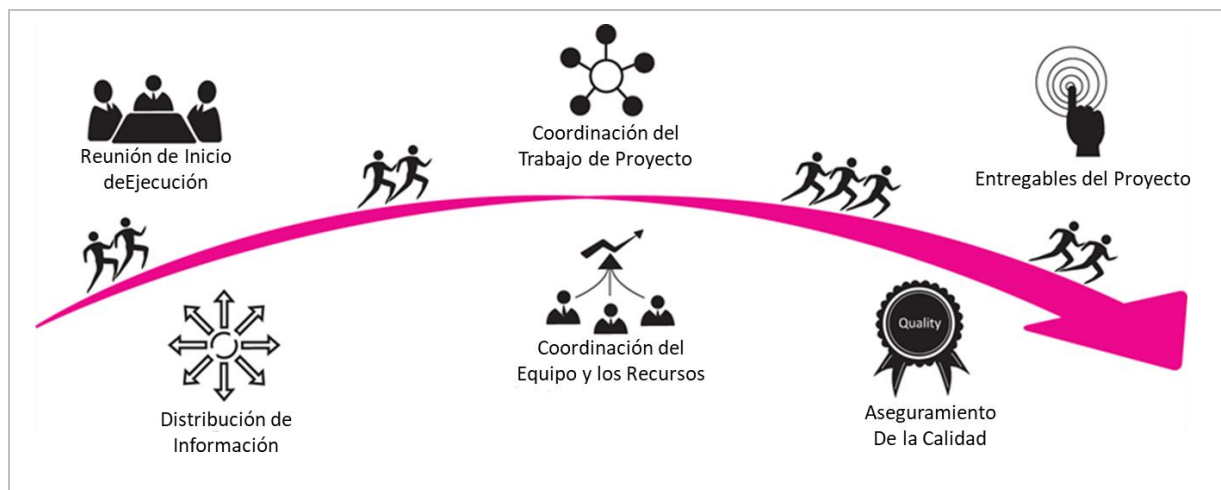 Reunión de Inicio
deEjecución
Coordinación del
Trabajo de Proyecto
Entregables del Proyecto
Distribución de
Información
Coordinación del
Equipo y los Recursos
Quality
Aseguramiento
De la Calidad